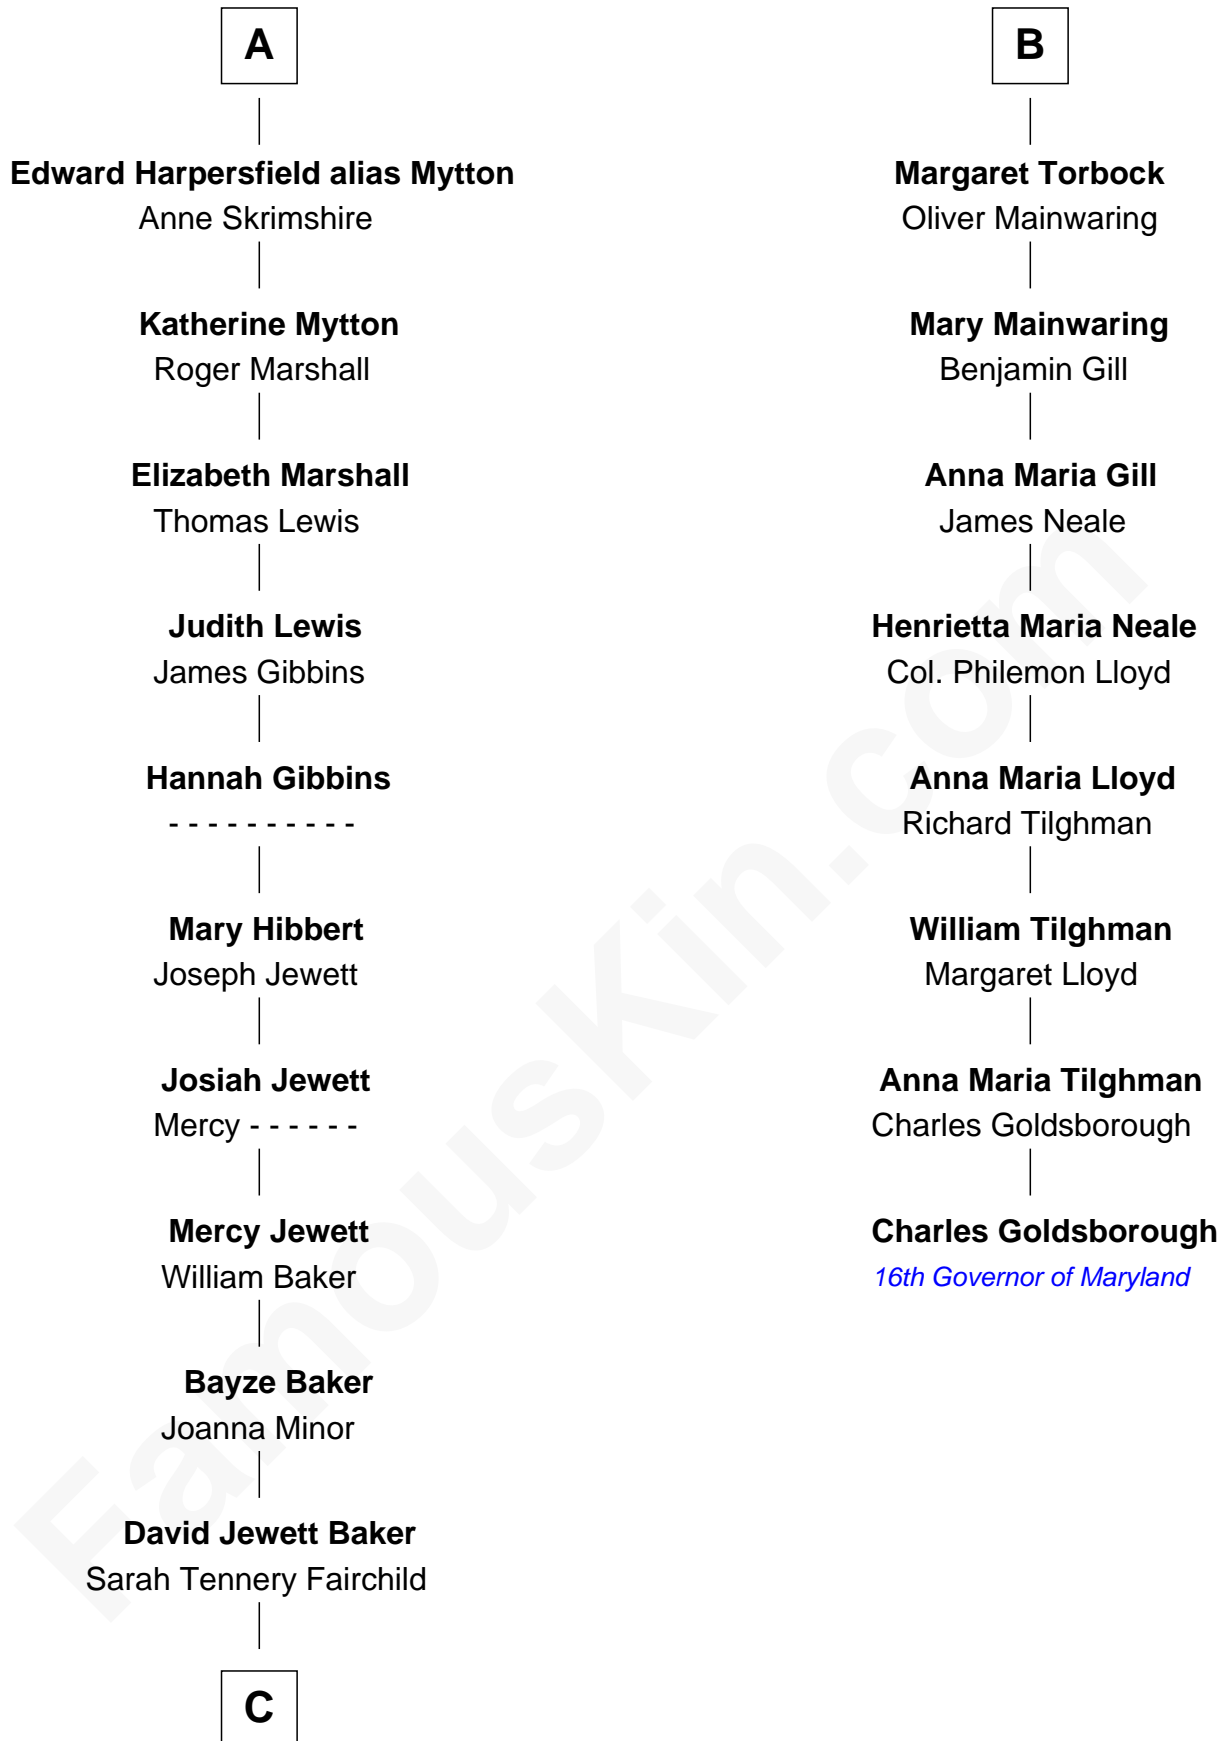 A
Edward Harpersfield alias Mytton
Anne Skrimshire
Katherine Mytton
Roger Marshall
Elizabeth Marshall
Thomas Lewis
Judith Lewis
James Gibbins
Hannah Gibbins
- - - - - - - - - -
Mary Hibbert
Joseph Jewett
Josiah Jewett
Mercy - - - - - -
Mercy Jewett
William Baker
Bayze Baker
Joanna Minor
David Jewett Baker
Sarah Tennery Fairchild
C
B
Margaret Torbock
Oliver Mainwaring
Mary Mainwaring
Benjamin Gill
Anna Maria Gill
James Neale
Henrietta Maria Neale
Col. Philemon Lloyd
Anna Maria Lloyd
Richard Tilghman
William Tilghman
Margaret Lloyd
Anna Maria Tilghman
Charles Goldsborough
Charles Goldsborough
16th Governor of Maryland
FamousKin.com